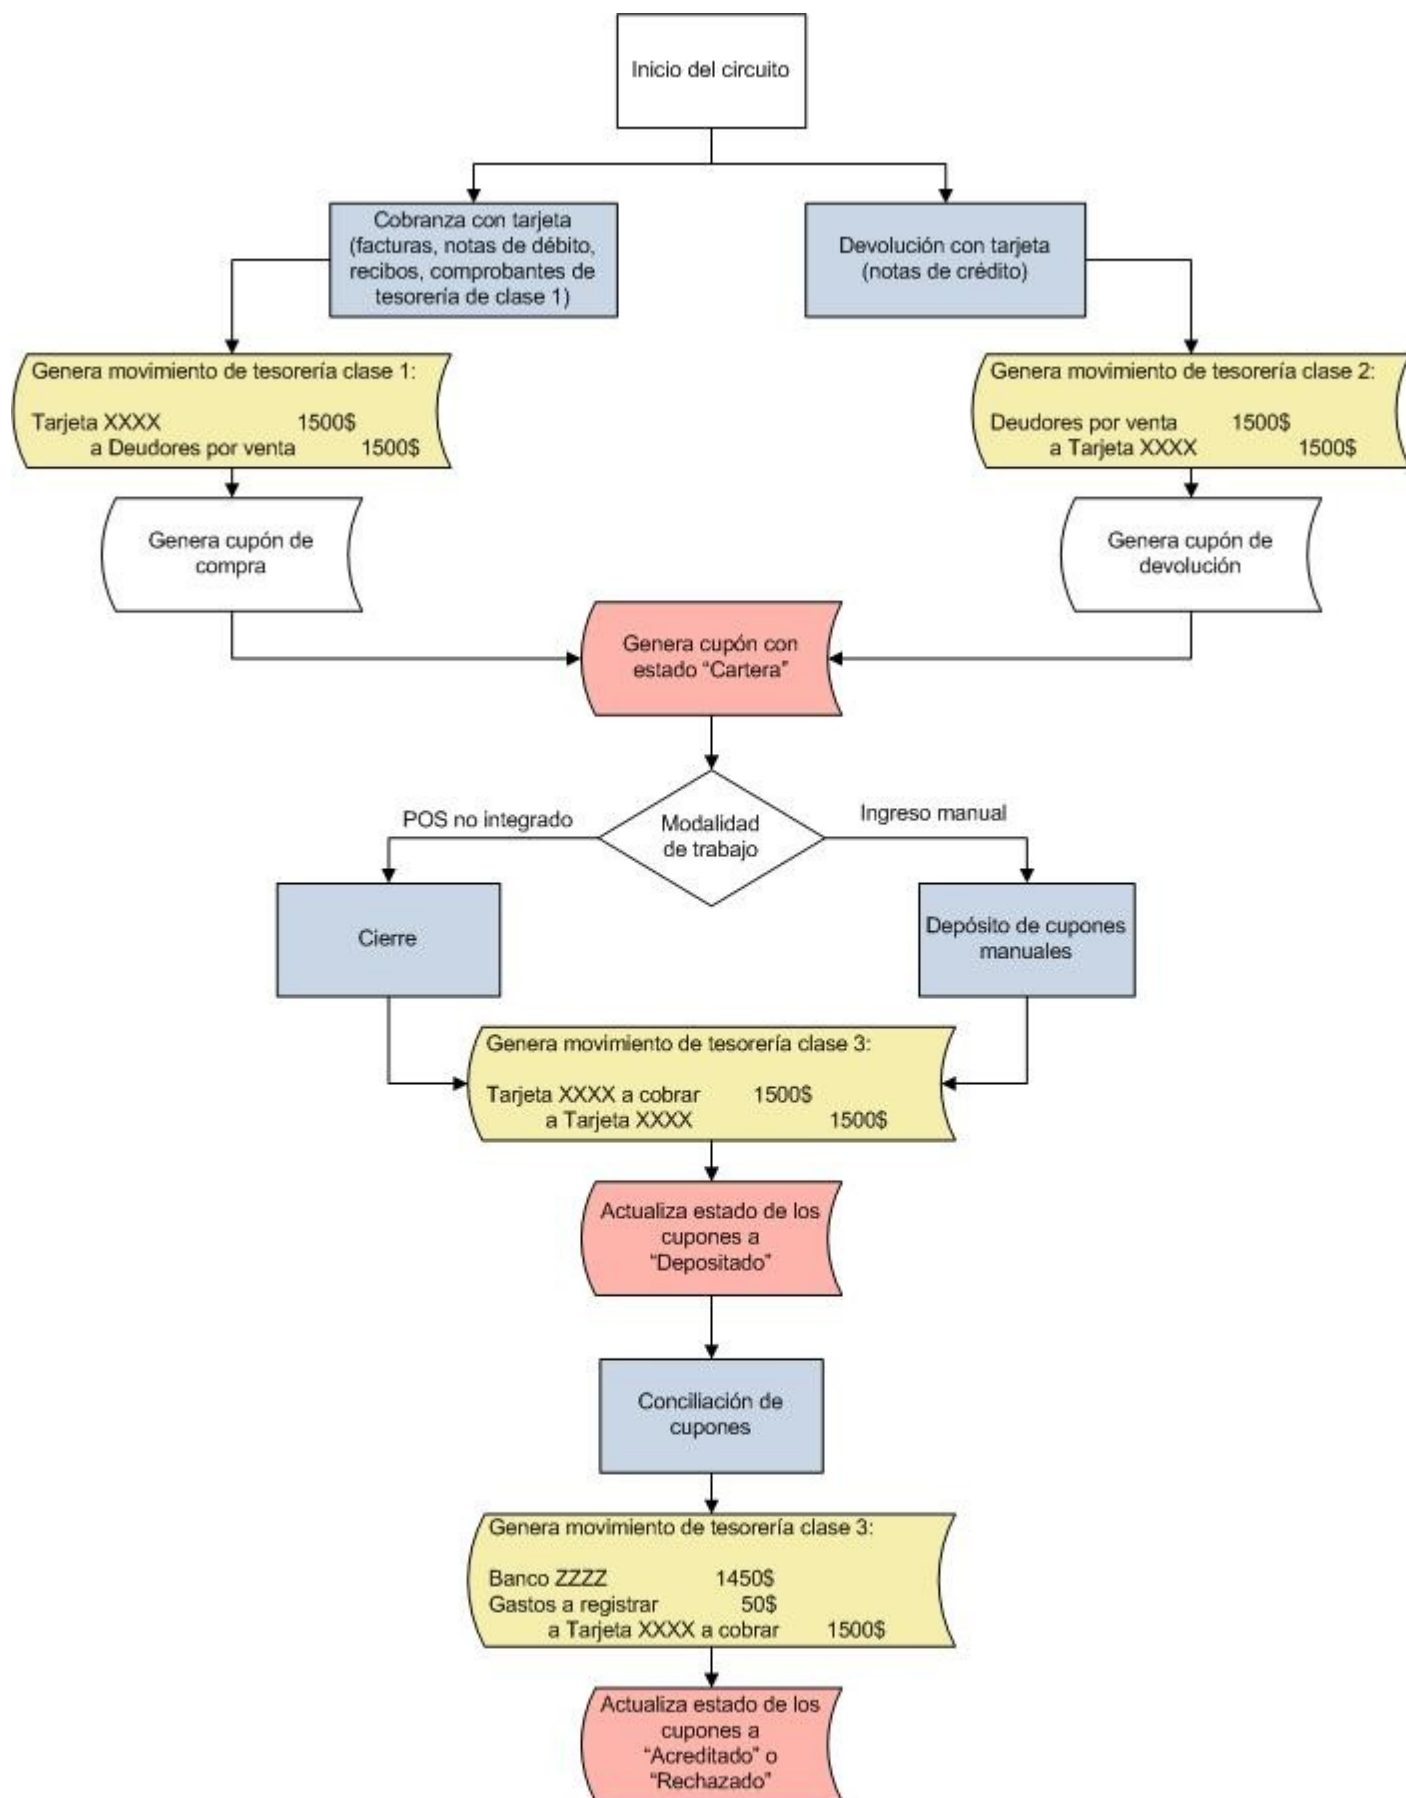 Inicio del circuito
Cobranza con tarjeta
(facturas, notas de débito,
recibos, comprobantes de
tesorería de clase 1)
Devolución con tarjeta
(notas de crédito)
Genera movimiento de tesorería clase 1:
Tarjeta XXXX 1500$
a Deudores por venta 1500$
Genera movimiento de tesorería clase 2:
Deudores por venta 1500$
a Tarjeta XXXX 1500$
Genera cupón de
compra
Genera cupón de
devolución
Genera cupón con
estado “Cartera”
Modalidad
de trabajo
POS no integrado
Ingreso manual
Cierre
Depósito de cupones
manuales
Genera movimiento de tesorería clase 3:
Tarjeta XXXX a cobrar 1500$
a Tarjeta XXXX 1500$
Actualiza estado de los
cupones a
“Depositado”
Conciliación de
cupones
Genera movimiento de tesorería clase 3:
Banco ZZZZ 1450$
Gastos a registrar 50$
a Tarjeta XXXX a cobrar 1500$
Actualiza estado de los
cupones a
“Acreditado” o
“Rechazado”